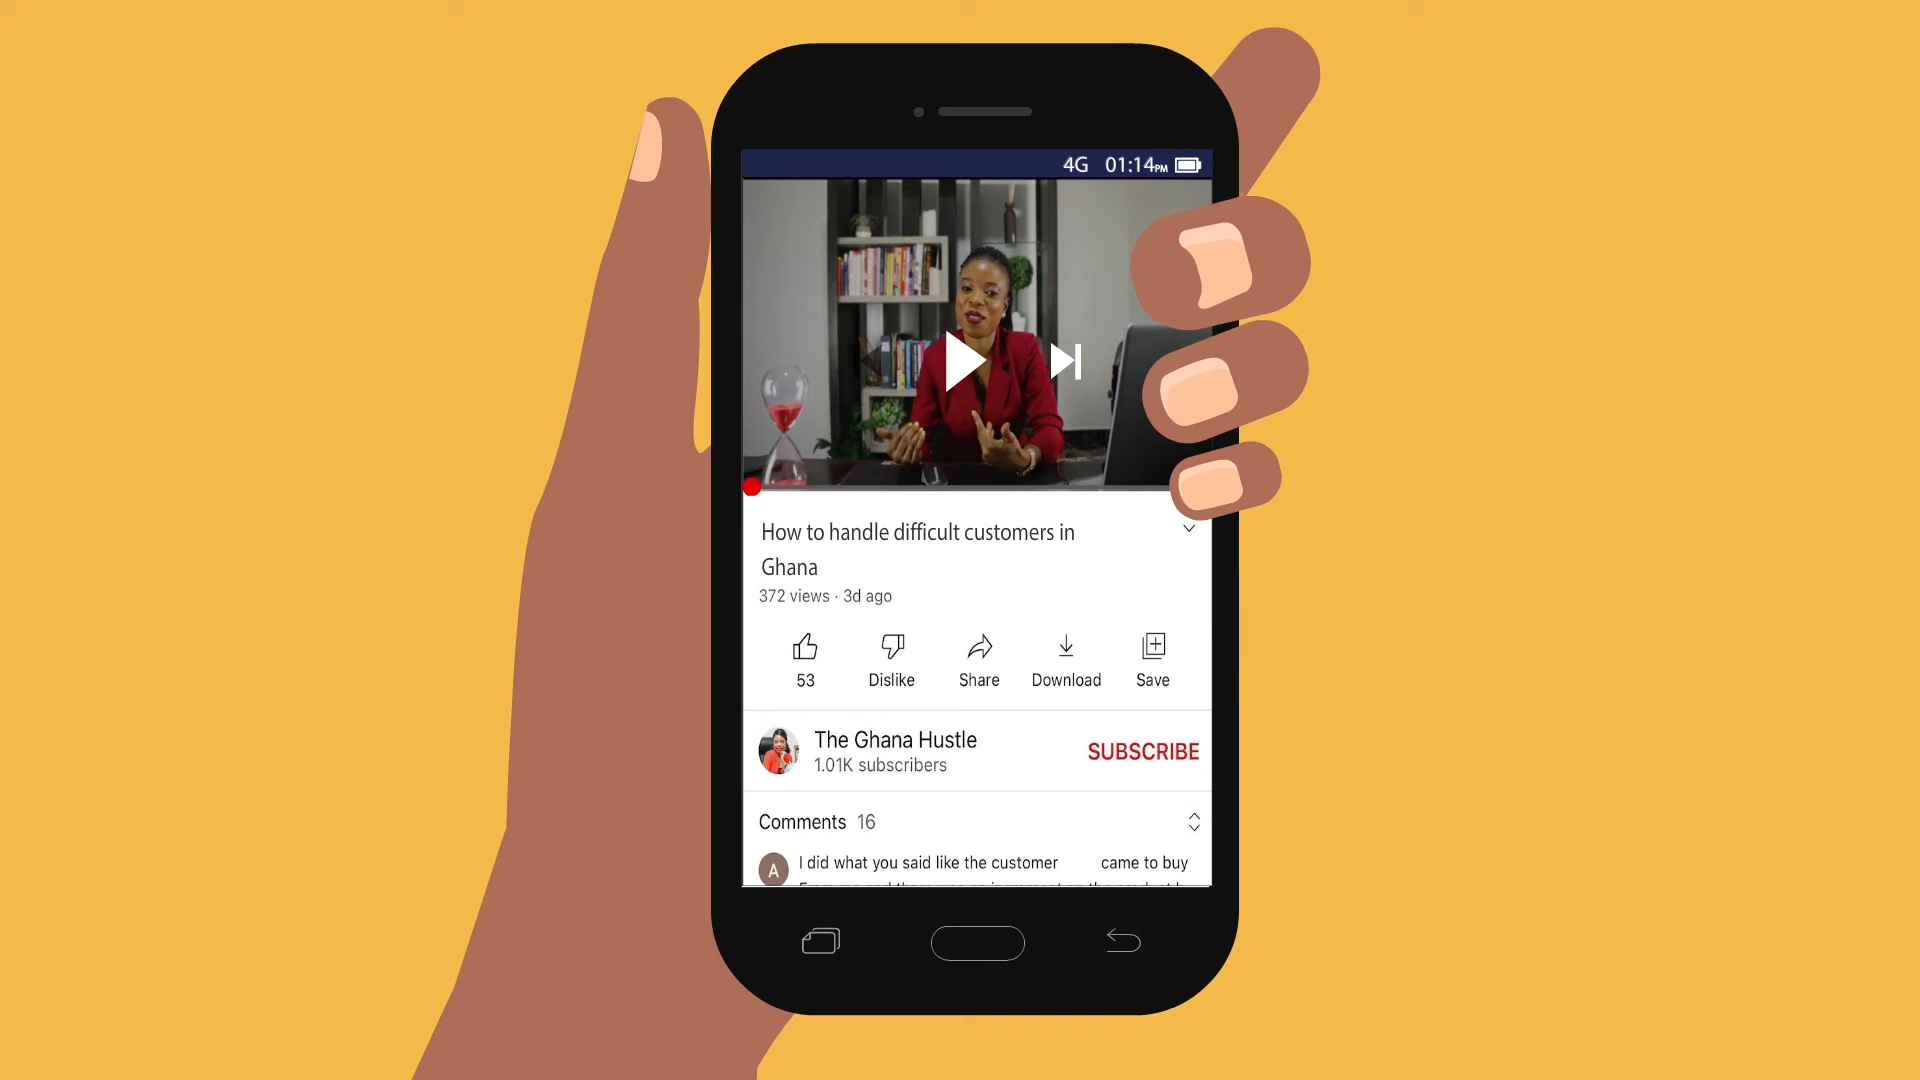 4G 01:14PM
How to handle difficult customers in
Ghana
372 views · 3d ago
53 Dislike Share Download Save
The Ghana Hustle
1.01K subscribers
SUBSCRIBE
Comments 16
A
I did what you said like the customer came to buy